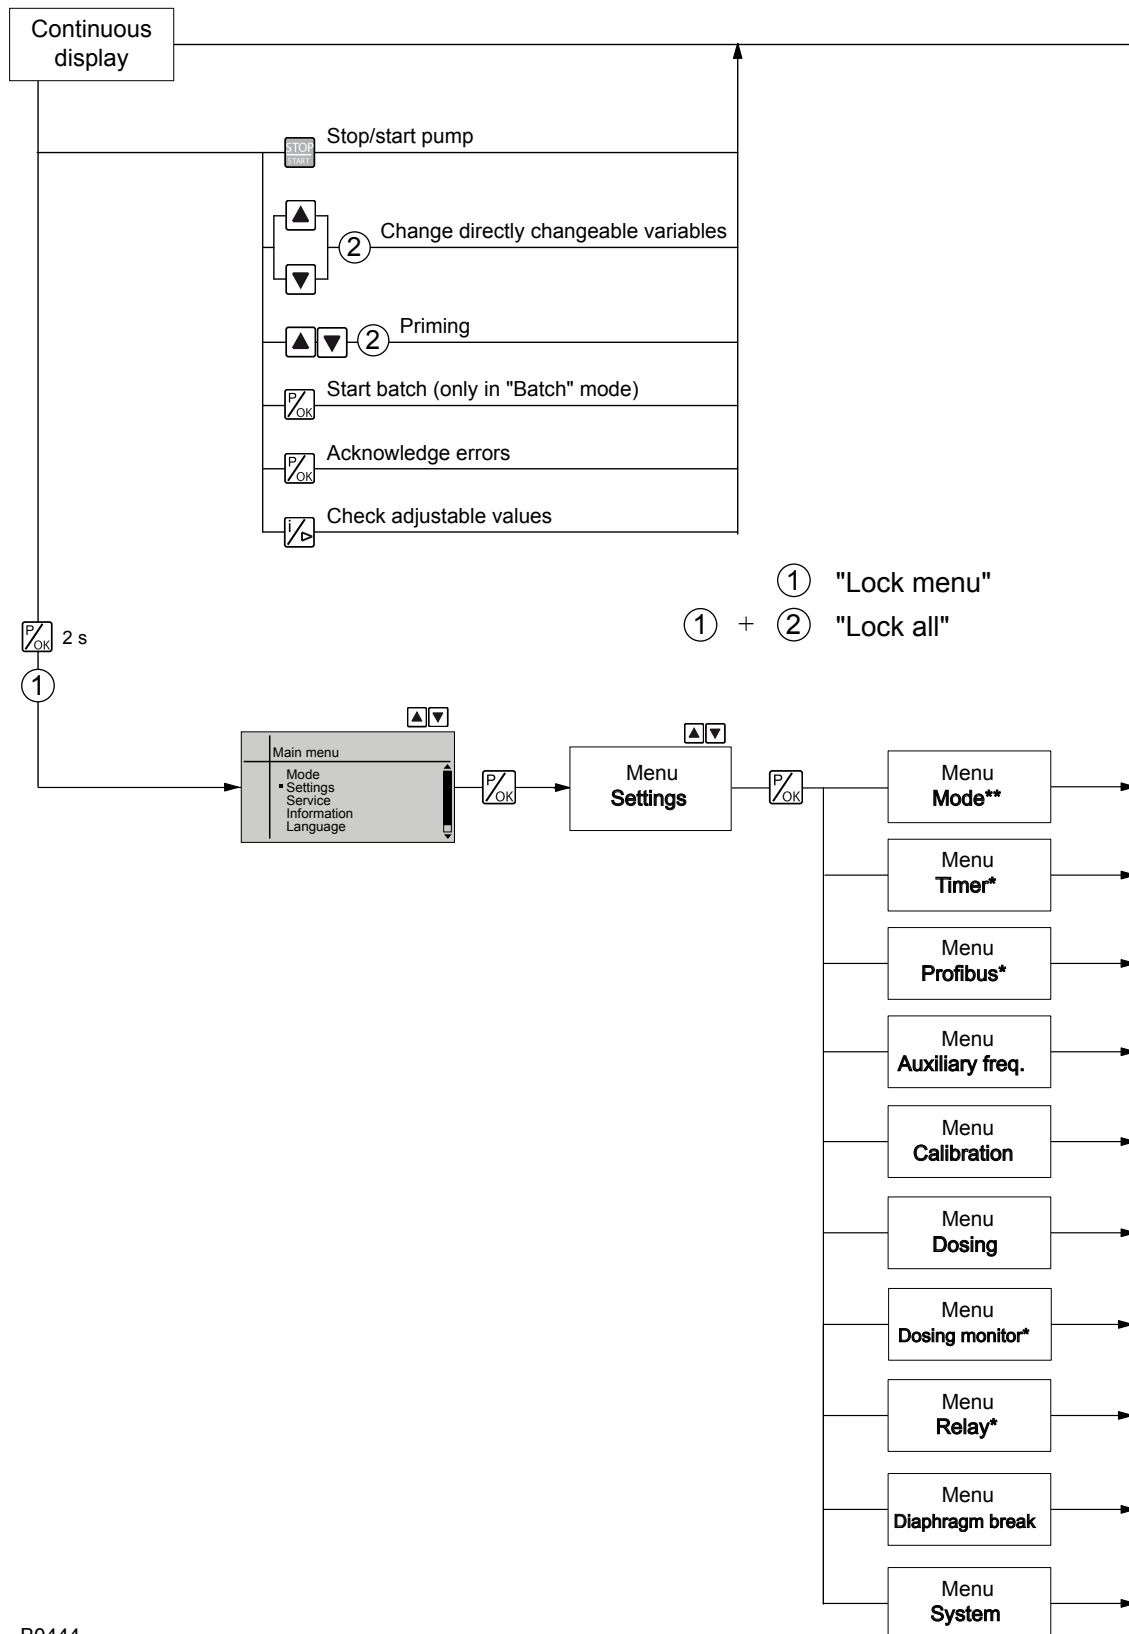 Continuous
display
STOP
START
Stop/start pump
2
Change directly changeable variables
2
Priming
P/OK
Start batch (only in "Batch" mode)
P/OK
Acknowledge errors
i/
Check adjustable values
1 "Lock menu"
1 + 2 "Lock all"
P/OK 2 s
1
Main menu
Mode
Settings
Service
Information
Language
P/OK
Menu
Settings
P/OK
Menu
Mode**
Menu
Timer*
Menu
Profibus*
Menu
Auxiliary freq.
Menu
Calibration
Menu
Dosing
Menu
Dosing monitor*
Menu
Relay*
Menu
Diaphragm break
Menu
System